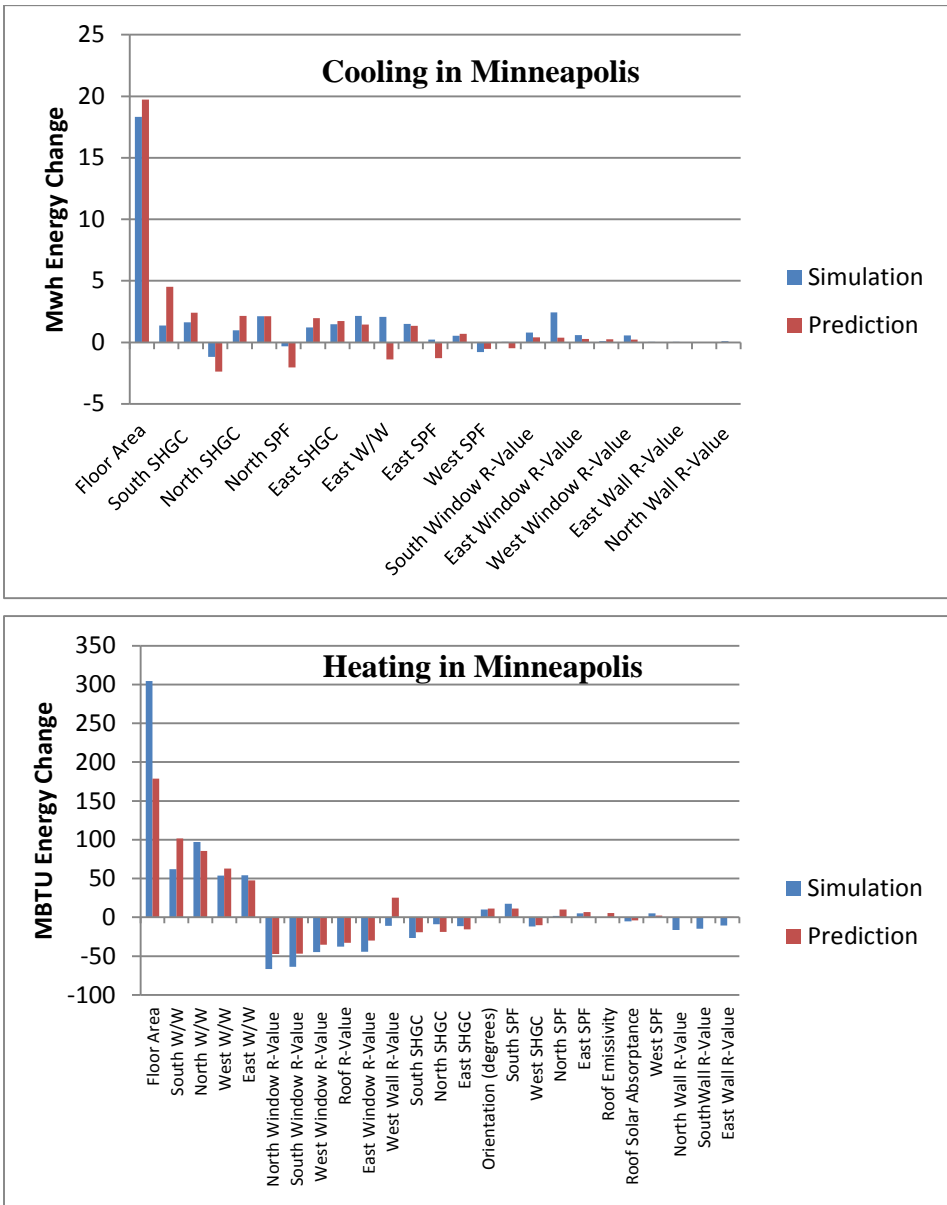 Cooling in Minneapolis
Mwh Energy Change
25
20
15
10
5
0
-5
Floor Area
South SHGC
North SHGC
North SPF
East SHGC
East W/W
East SPF
West SPF
South Window R-Value
East Window R-Value
West Window R-Value
East Wall R-Value
North Wall R-Value
Simulation
Prediction
Heating in Minneapolis
MBTU Energy Change
350
300
250
200
150
100
50
0
-50
-100
Floor Area
South W/W
North W/W
West W/W
East W/W
North Window R-Value
South Window R-Value
West Window R-Value
Roof R-Value
East Window R-Value
West Wall R-Value
South SHGC
North SHGC
East SHGC
Orientation (degrees)
South SPF
West SHGC
North SPF
East SPF
Roof Emissivity
Roof Solar Absorptance
West SPF
North Wall R-Value
SouthWall R-Value
East Wall R-Value
Simulation
Prediction